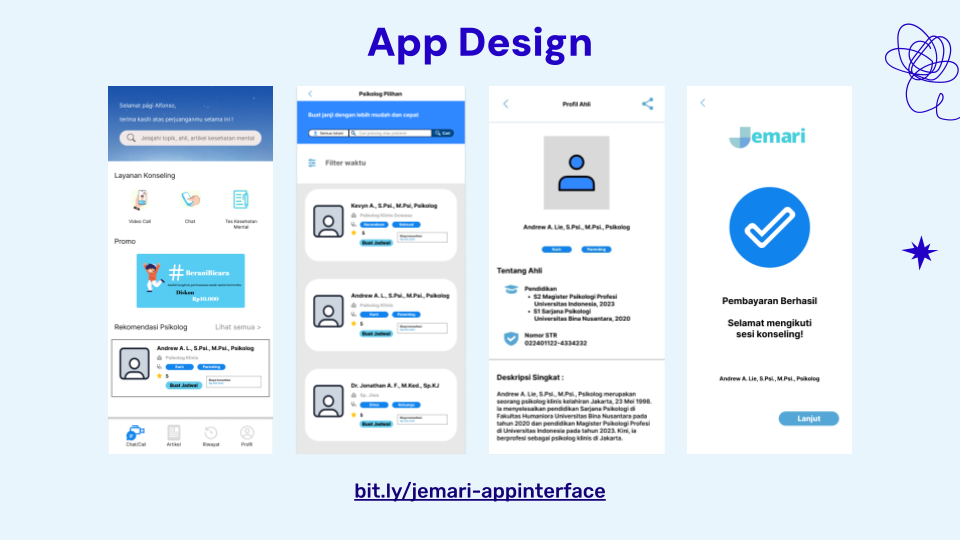 App Design
Selamat pagi Alfonso,
terima kasih atas perjuanganmu selama ini !
Jelajahi topik, ahli, artikel kesehatan mental
Layanan Konseling
Video Call
Chat
Tes Kesehatan
Mental
Promo
#BeraniBicara
Diskon
Rp10.000
Rekomendasi Psikolog
Lihat semua >
Andrew A. L., S.Psi., M.Psi., Psikolog
Psikolog Klinis
Karir
Parenting
5
Buat Jadwal
Chat/Call
Artikel
Riwayat
Profil
Psikolog Pilihan
Buat janji dengan lebih mudah dan cepat
Semua lokasi
Cari psikolog atau psikiater
Cari
Filter waktu
Kevyn A., S.Psi., M.Psi, Psikolog
Psikolog Klinis Dewasa
Kecanduan
Seksual
5
Buat Jadwal
Andrew A. L., S.Psi., M.Psi., Psikolog
Psikolog Klinis
Karir
Parenting
5
Buat Jadwal
Dr. Jonathan A. F., M.Ked., Sp.KJ
Sp. Jiwa
Stres
Keluarga
5
Buat Jadwal
Profil Ahli
Andrew A. Lie, S.Psi., M.Psi., Psikolog
Karir
Parenting
Tentang Ahli
Pendidikan
• S2 Magister Psikologi Profesi
Universitas Indonesia, 2023
• S1 Sarjana Psikologi
Universitas Bina Nusantara, 2020
Nomor STR
022401122-4334232
Deskripsi Singkat :
Andrew A. Lie, S.Psi., M.Psi., Psikolog merupakan
seorang psikolog klinis kelahiran Jakarta, 23 Mei 1998.
Ia menyelesaikan pendidikan Sarjana Psikologi di
Fakultas Humaniora Universitas Bina Nusantara pada
tahun 2020 dan pendidikan Magister Psikologi Profesi
di Universitas Indonesia pada tahun 2023. Kini, ia
berprofesi sebagai psikolog klinis di Jakarta.
Jemari
Pembayaran Berhasil
Selamat mengikuti
sesi konseling!
Andrew A. Lie, S.Psi., M.Psi., Psikolog
Lanjut
bit.ly/jemari-appinterface